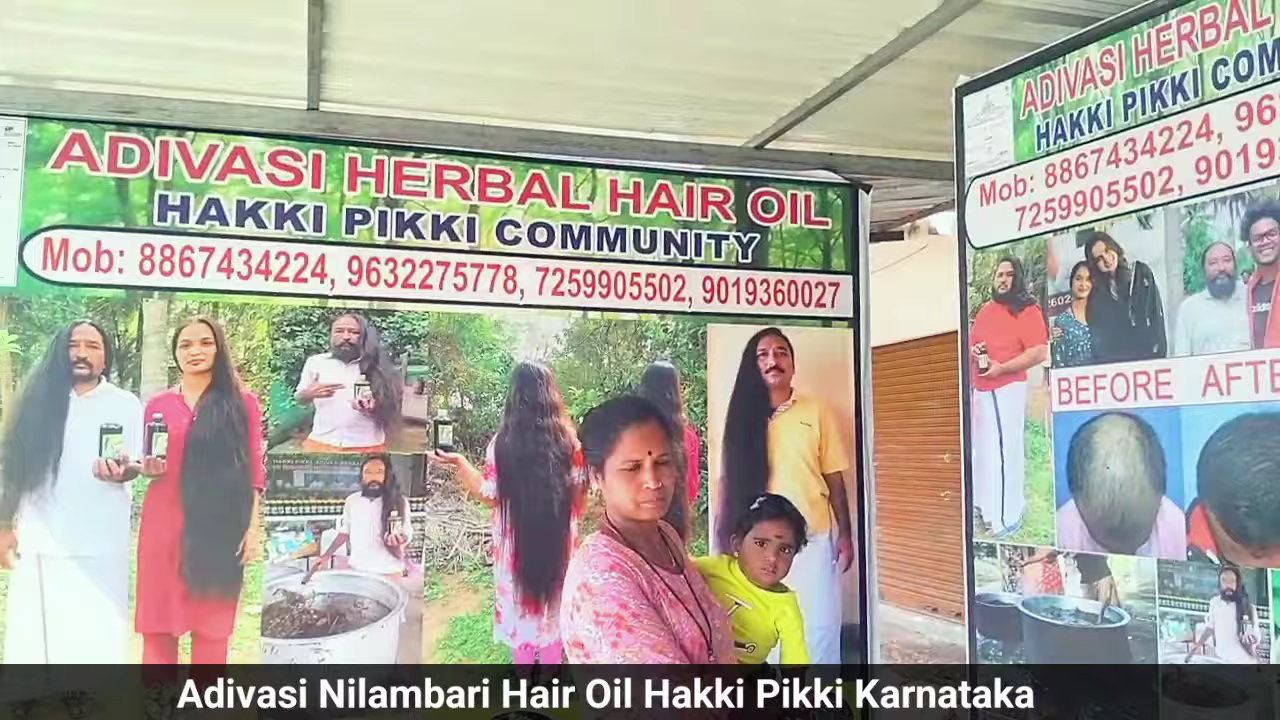 ADIVASI HERBAL HAIR OIL
HAKKI PIKKI COMMUNITY
Mob: 8867434224, 9632275778, 7259905502, 9019360027
ADIVASI HERBAL
HAKKI PIKKI COM
Mob: 8867434224, 96
7259905502, 9019
BEFORE AFTE
Adivasi Nilambari Hair Oil Hakki Pikki Karnataka